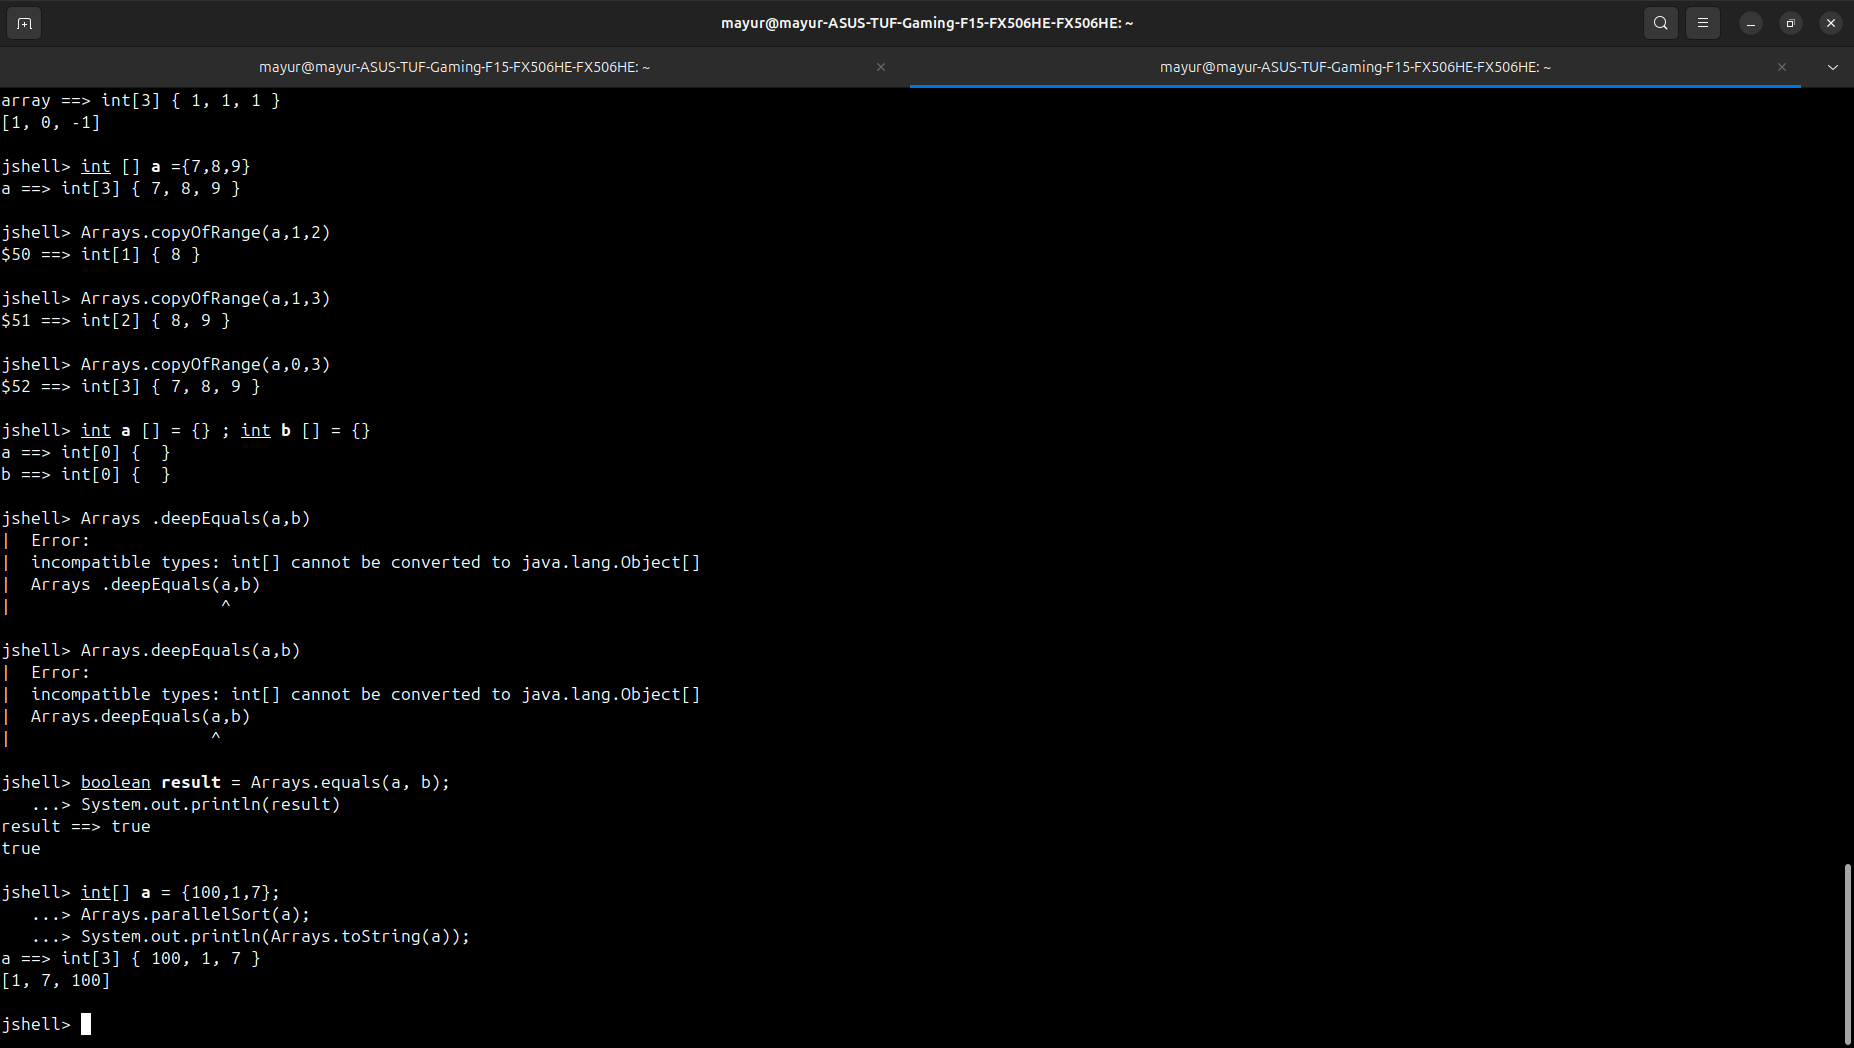 mayur@mayur-ASUS-TUF-Gaming-F15-FX506HE-FX506HE: ~
mayur@mayur-ASUS-TUF-Gaming-F15-FX506HE-FX506HE: ~
mayur@mayur-ASUS-TUF-Gaming-F15-FX506HE-FX506HE: ~
array ==> int[3] { 1, 1, 1 }
[1, 0, -1]
jshell> int [] a ={7,8,9}
a ==> int[3] { 7, 8, 9 }
jshell> Arrays.copyOfRange(a,1,2)
$50 ==> int[1] { 8 }
jshell> Arrays.copyOfRange(a,1,3)
$51 ==> int[2] { 8, 9 }
jshell> Arrays.copyOfRange(a,0,3)
$52 ==> int[3] { 7, 8, 9 }
jshell> int a [] = {} ; int b [] = {}
a ==> int[0] {  }
b ==> int[0] {  }
jshell> Arrays .deepEquals(a,b)
|  Error:
|  incompatible types: int[] cannot be converted to java.lang.Object[]
|  Arrays .deepEquals(a,b)
|                     ^
jshell> Arrays.deepEquals(a,b)
|  Error:
|  incompatible types: int[] cannot be converted to java.lang.Object[]
|  Arrays.deepEquals(a,b)
|                    ^
jshell> boolean result = Arrays.equals(a, b);
   ...> System.out.println(result)
result ==> true
true
jshell> int[] a = {100,1,7};
   ...> Arrays.parallelSort(a);
   ...> System.out.println(Arrays.toString(a));
a ==> int[3] { 100, 1, 7 }
[1, 7, 100]
jshell>